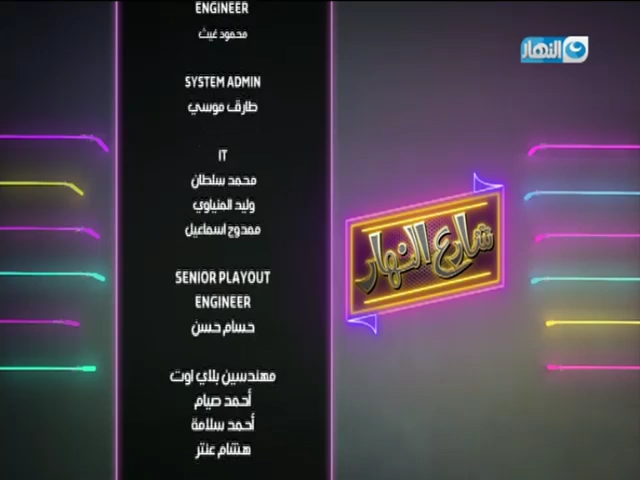 ENGINEER
محمود غيث
النهار
SYSTEM ADMIN
طارق موسي
IT
محمد سلطان
وليد المنياوي
ممدوح اسماعيل
شارع النهار
SENIOR PLAYOUT
ENGINEER
حسام حسن
مهندسين بلاي اوت
أحمد صيام
أحمد سلامة
هشام عنتر